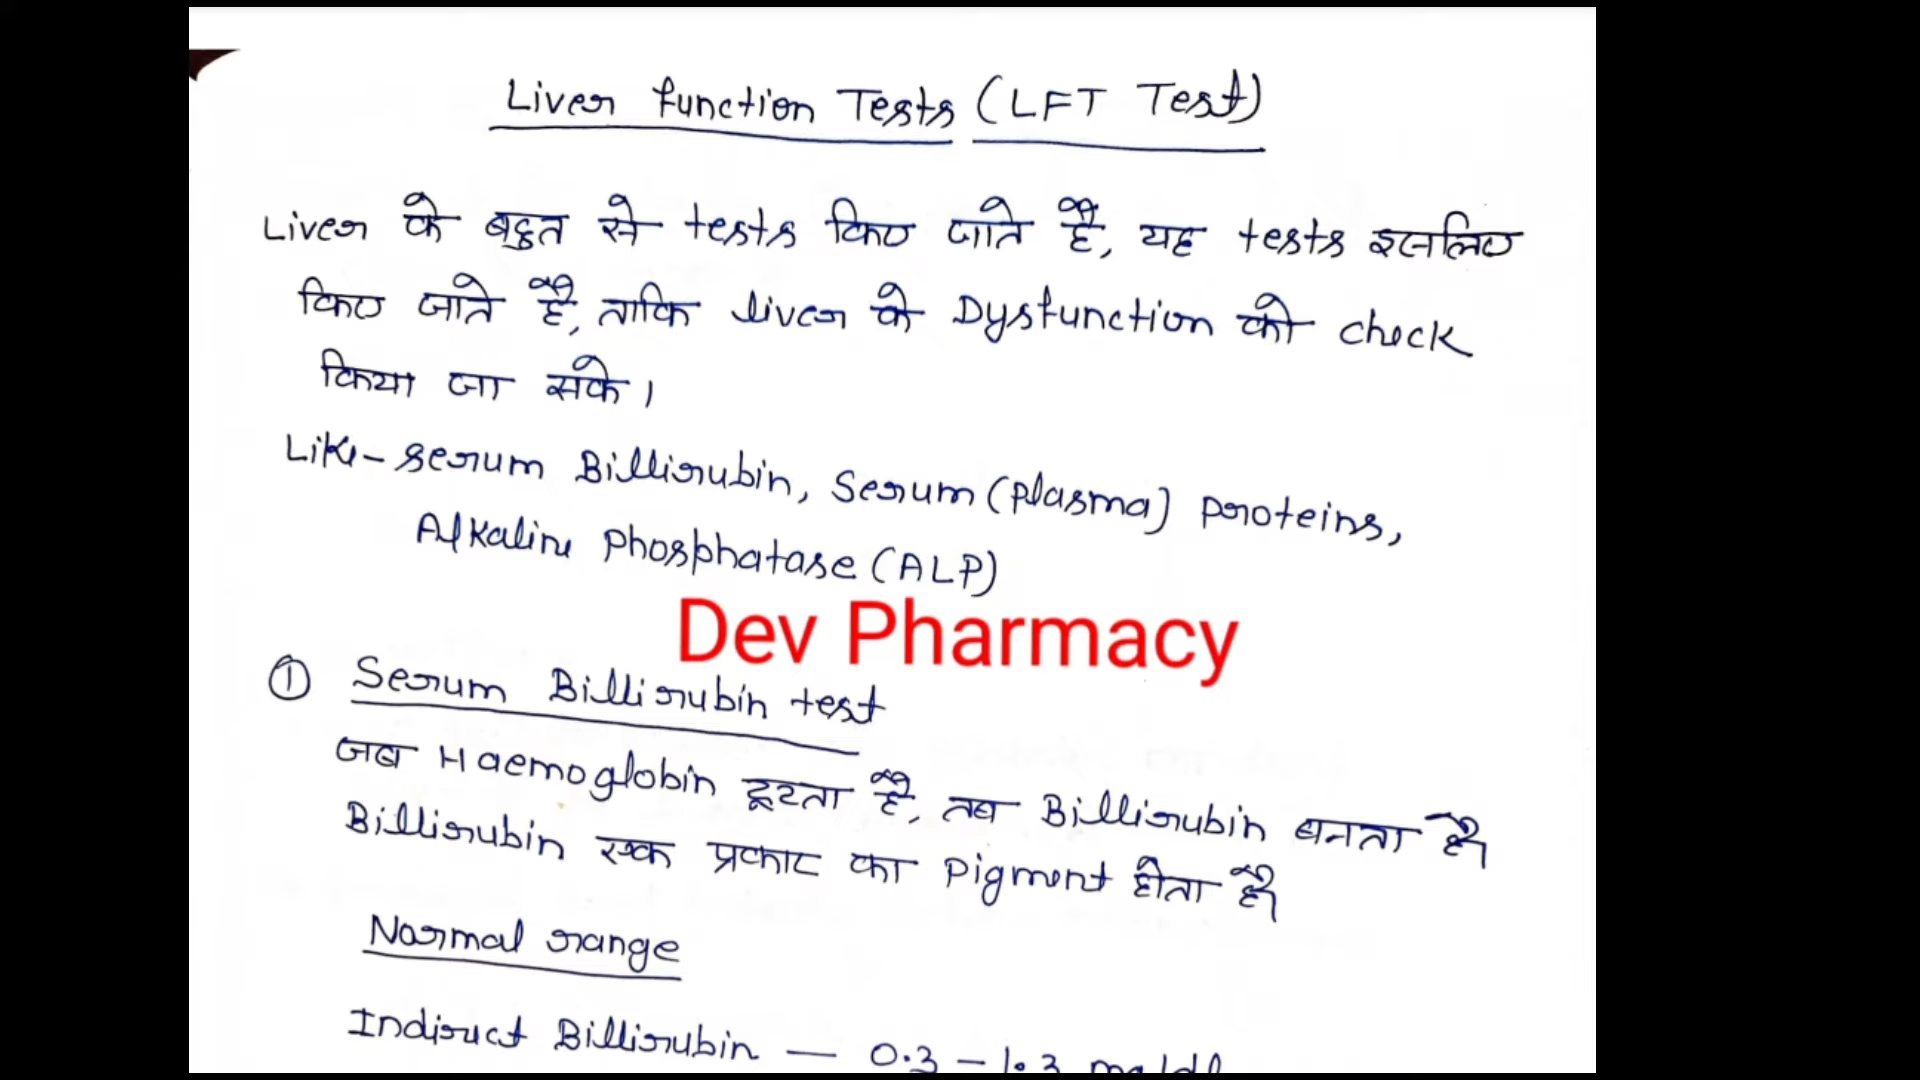 Liver function Tests (LFT Test)
Liver के बहुत से tests किए जाते है, यह tests इसलिए
किए जाते है, ताकि liver के Dysfunction को check
किया जा सके।
Like - Serum Billirubin, Serum (Plasma) Proteins,
Alkaline Phosphatase (ALP)
Dev Pharmacy
① Serum Billirubin test
जब Haemoglobin टूटता है, तब Billirubin बनता है।
Billirubin एक प्रकार का Pigment होता है।
Normal range
Indirect Billirubin — 0.3 – 1.3 mg/dl